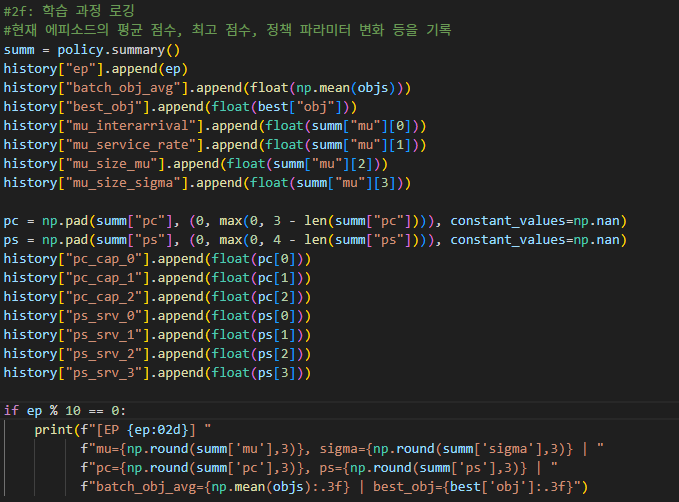 #2f: 학습 과정 로깅
#현재 에피소드의 평균 점수, 최고 점수, 정책 파라미터 변화 등을 기록
summ = policy.summary()
history["ep"].append(ep)
history["batch_obj_avg"].append(float(np.mean(objs)))
history["best_obj"].append(float(best["obj"]))
history["mu_interarrival"].append(float(summ["mu"][0]))
history["mu_service_rate"].append(float(summ["mu"][1]))
history["mu_size_mu"].append(float(summ["mu"][2]))
history["mu_size_sigma"].append(float(summ["mu"][3]))
pc = np.pad(summ["pc"], (0, max(0, 3 - len(summ["pc"]))), constant_values=np.nan)
ps = np.pad(summ["ps"], (0, max(0, 4 - len(summ["ps"]))), constant_values=np.nan)
history["pc_cap_0"].append(float(pc[0]))
history["pc_cap_1"].append(float(pc[1]))
history["pc_cap_2"].append(float(pc[2]))
history["ps_srv_0"].append(float(ps[0]))
history["ps_srv_1"].append(float(ps[1]))
history["ps_srv_2"].append(float(ps[2]))
history["ps_srv_3"].append(float(ps[3]))
if ep % 10 == 0:
    print(f"[EP {ep:02d}] "
          f"mu={np.round(summ['mu'],3)}, sigma={np.round(summ['sigma'],3)} | "
          f"pc={np.round(summ['pc'],3)}, ps={np.round(summ['ps'],3)} | "
          f"batch_obj_avg={np.mean(objs):.3f} | best_obj={best['obj']:.3f}")